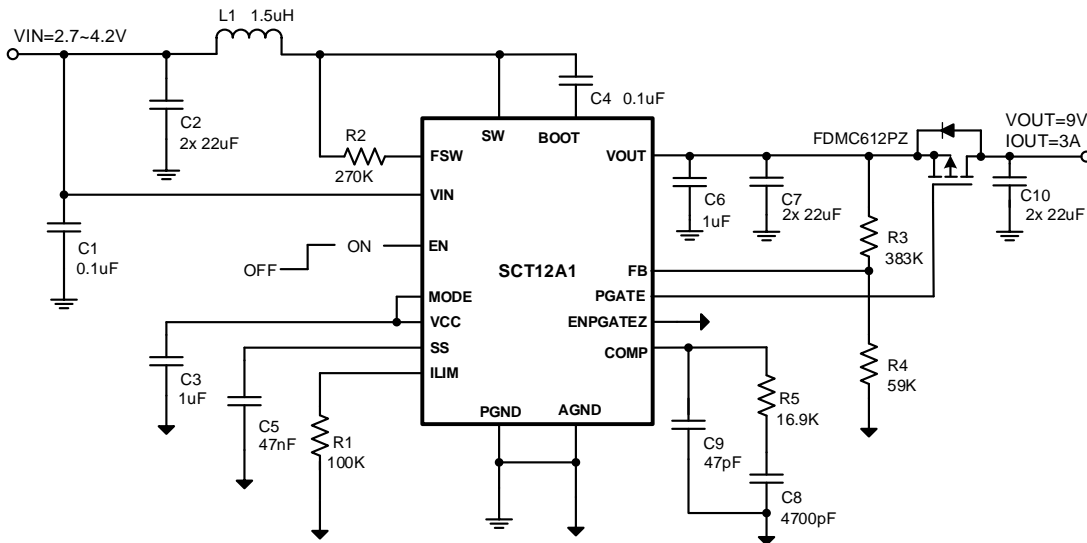 L1 1.5uH
VIN=2.7~4.2V
C4 0.1uF
C2
2x 22uF
R2
270K
SW
BOOT
FSW
VOUT
FDMC612PZ
VOUT=9V
IOUT=3A
VIN
C6
1uF
C7
2x 22uF
C10
2x 22uF
C1
0.1uF
ON
OFF
EN
SCT12A1
R3
383K
FB
MODE
PGATE
VCC
ENPGATEZ
SS
COMP
C3
1uF
ILIM
R4
59K
C5
47nF
R1
100K
PGND
AGND
R5
16.9K
C9
47pF
C8
4700pF